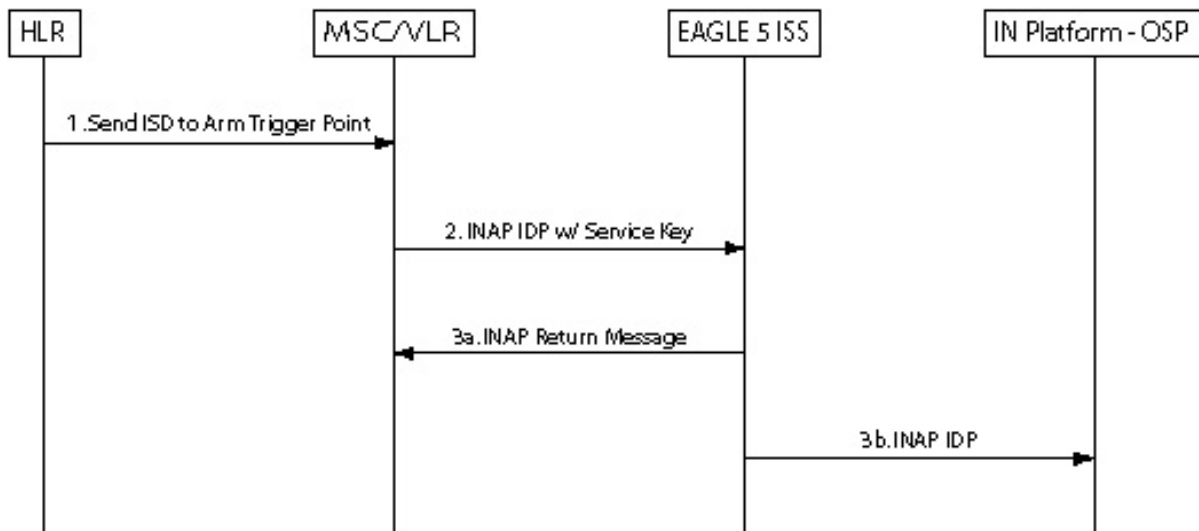 HLR
MSC/VLR
EAGLE 5 ISS
IN Platform - OSP
1.Send ISD to Arm Trigger Point
2. INAP IDP w/ Service Key
3a.INAP Return Message
3b.INAP IDP